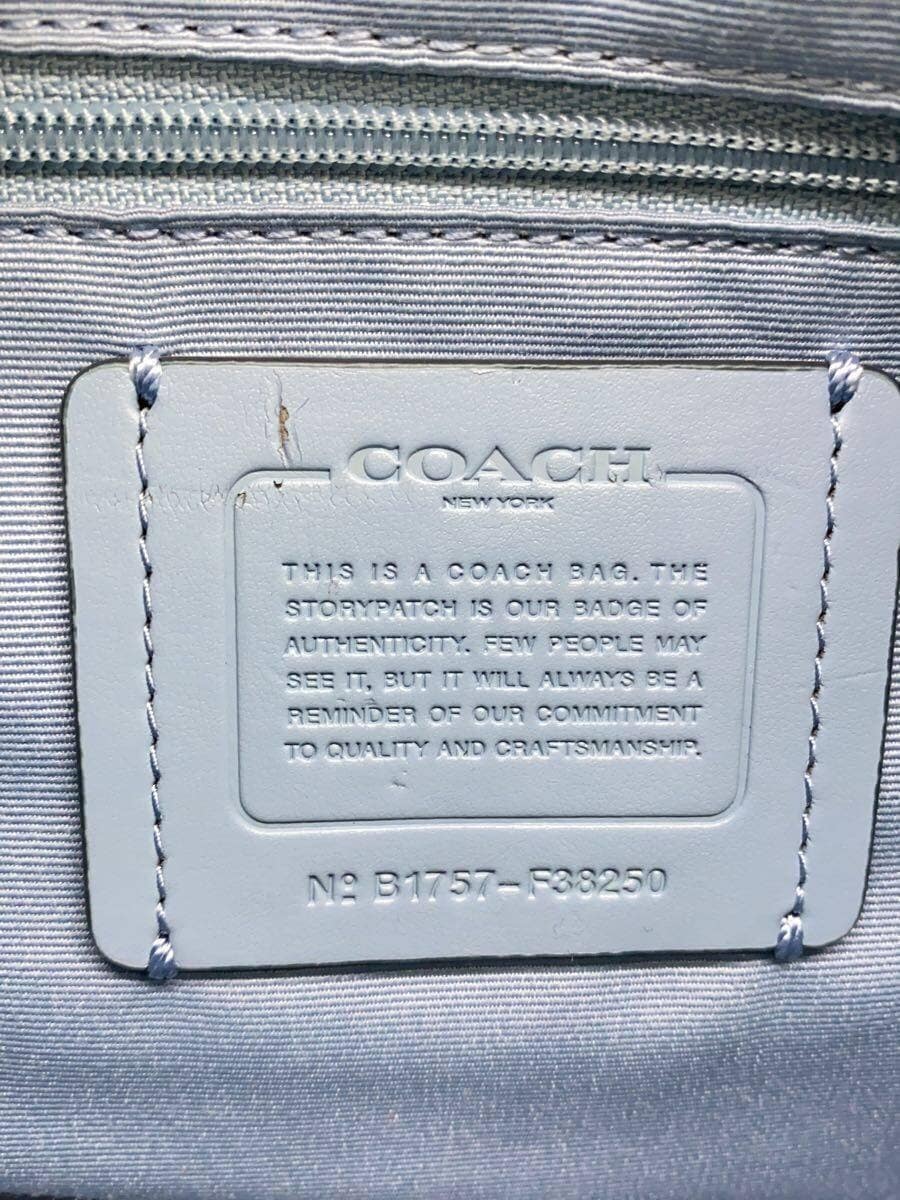 COACH
NEW YORK
THIS IS A COACH BAG. THE
STORYPATCH IS OUR BADGE OF
AUTHENTICITY. FEW PEOPLE MAY
SEE IT, BUT IT WILL ALWAYS BE A
REMINDER OF OUR COMMITMENT
TO QUALITY AND CRAFTSMANSHIP.
Nº B1757-F38250